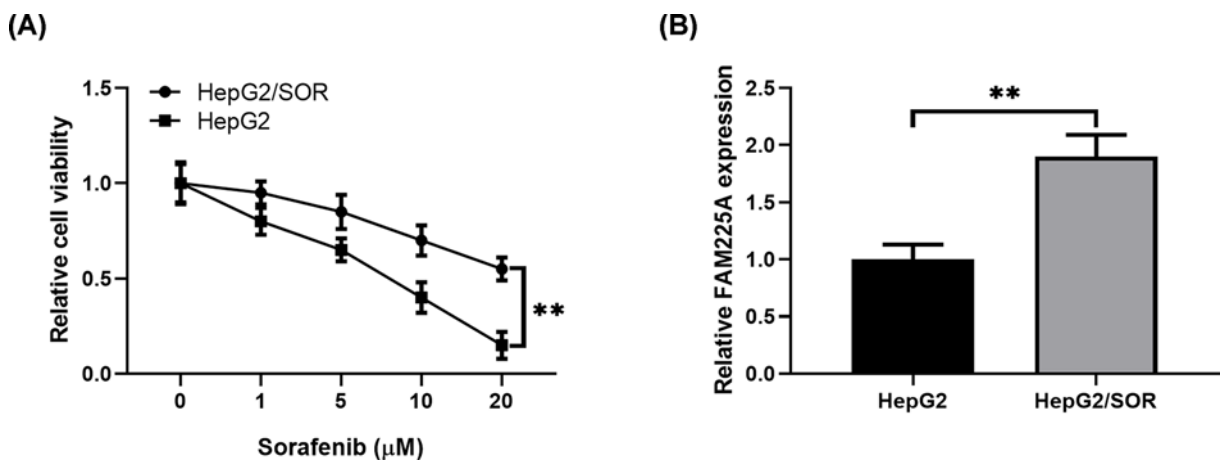 (A)
Relative cell viability
1.5
1.0
0.5
0.0
HepG2/SOR
HepG2
**
0 1 5 10 20
Sorafenib (μM)
(B)
Relative FAM225A expression
2.5
2.0
1.5
1.0
0.5
0.0
**
HepG2 HepG2/SOR